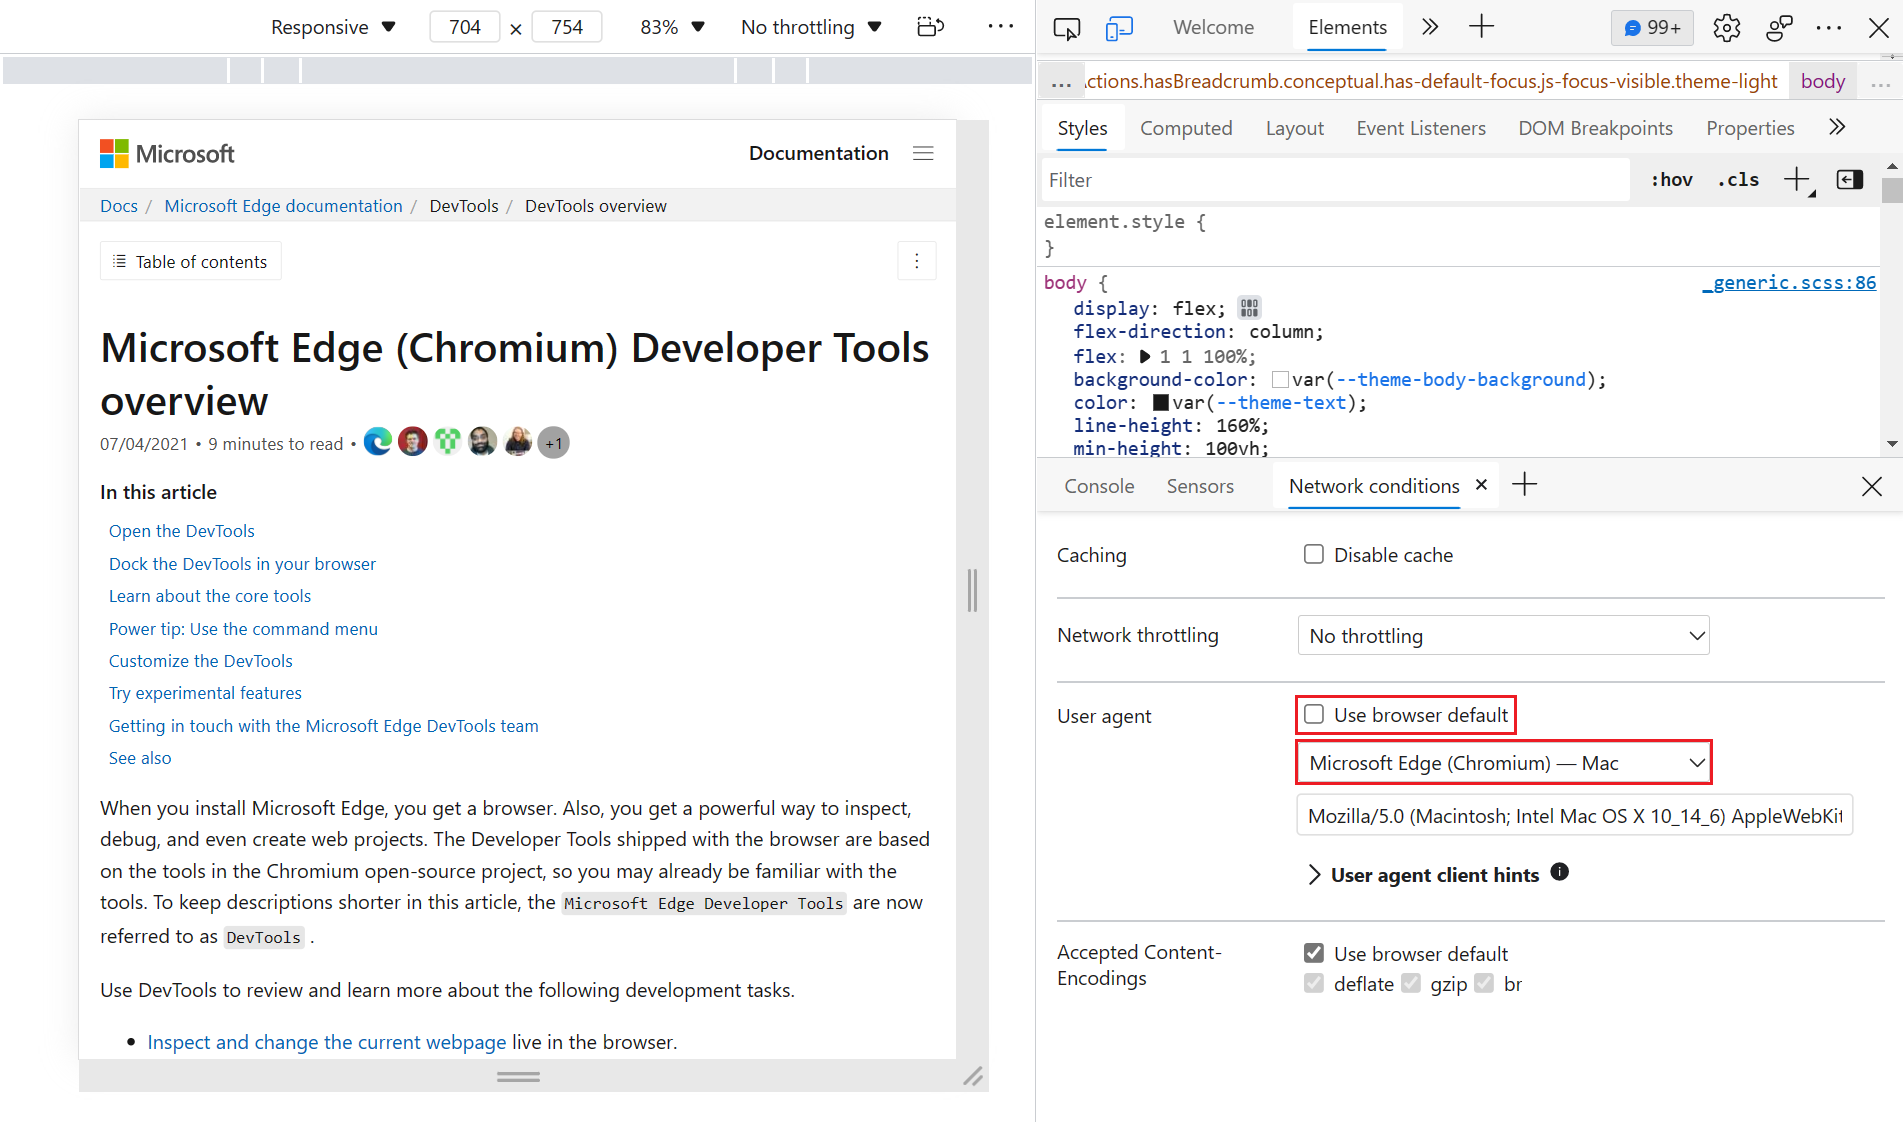 Responsive 704 × 754 83% No throttling
Welcome Elements 99+
Microsoft Documentation
Docs / Microsoft Edge documentation / DevTools / DevTools overview
Table of contents
Microsoft Edge (Chromium) Developer Tools
overview
07/04/2021 • 9 minutes to read • +1
In this article
Open the DevTools
Dock the DevTools in your browser
Learn about the core tools
Power tip: Use the command menu
Customize the DevTools
Try experimental features
Getting in touch with the Microsoft Edge DevTools team
See also
When you install Microsoft Edge, you get a browser. Also, you get a powerful way to inspect,
debug, and even create web projects. The Developer Tools shipped with the browser are based
on the tools in the Chromium open-source project, so you may already be familiar with the
tools. To keep descriptions shorter in this article, the Microsoft Edge Developer Tools are now
referred to as DevTools .
Use DevTools to review and learn more about the following development tasks.
• Inspect and change the current webpage live in the browser.
... ctions.hasBreadcrumb.conceptual.has-default-focus.js-focus-visible.theme-light body ...
Styles Computed Layout Event Listeners DOM Breakpoints Properties
Filter :hov .cls
element.style {
}
body { _generic.scss:86
display: flex;
flex-direction: column;
flex: 1 1 100%;
background-color: var(--theme-body-background);
color: var(--theme-text);
line-height: 160%;
min-height: 100vh;
Console Sensors Network conditions
Caching Disable cache
Network throttling No throttling
User agent Use browser default
Microsoft Edge (Chromium) — Mac
Mozilla/5.0 (Macintosh; Intel Mac OS X 10_14_6) AppleWebKit
User agent client hints
Accepted Content- Use browser default
Encodings deflate gzip br